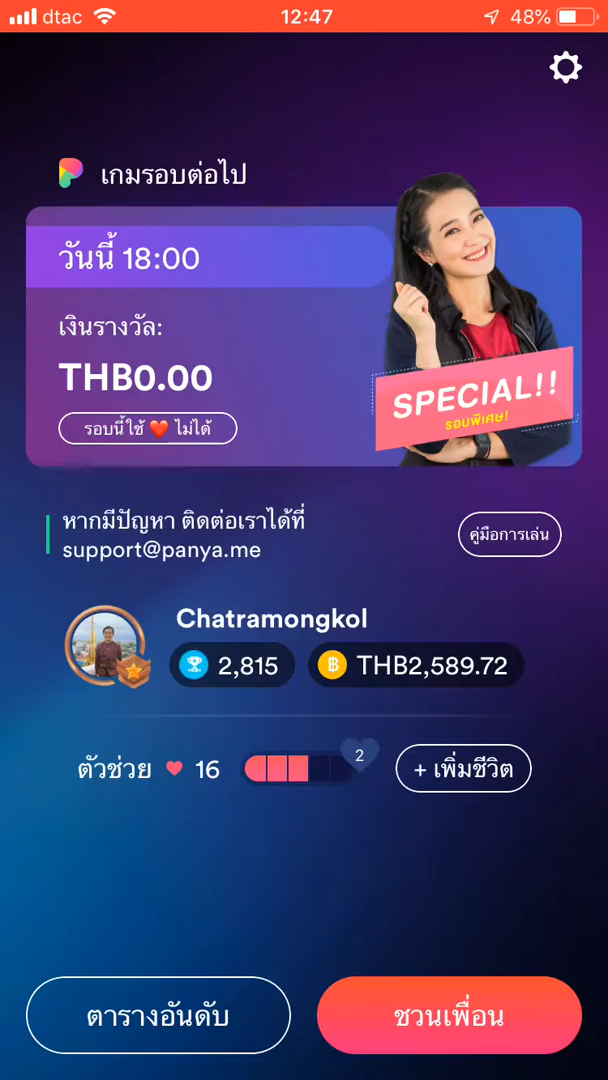 dtac 12:47 48%
เกมรอบต่อไป
วันนี้ 18:00
เงินรางวัล:
THB0.00
รอบนี้ใช้ ❤️ ไม่ได้
SPECIAL!!
รอบพิเศษ!
หากมีปัญหา ติดต่อเราได้ที่
support@panya.me
คู่มือการเล่น
Chatramongkol
2,815 THB2,589.72
ตัวช่วย 16 2 + เพิ่มชีวิต
ตารางอันดับ ชวนเพื่อน